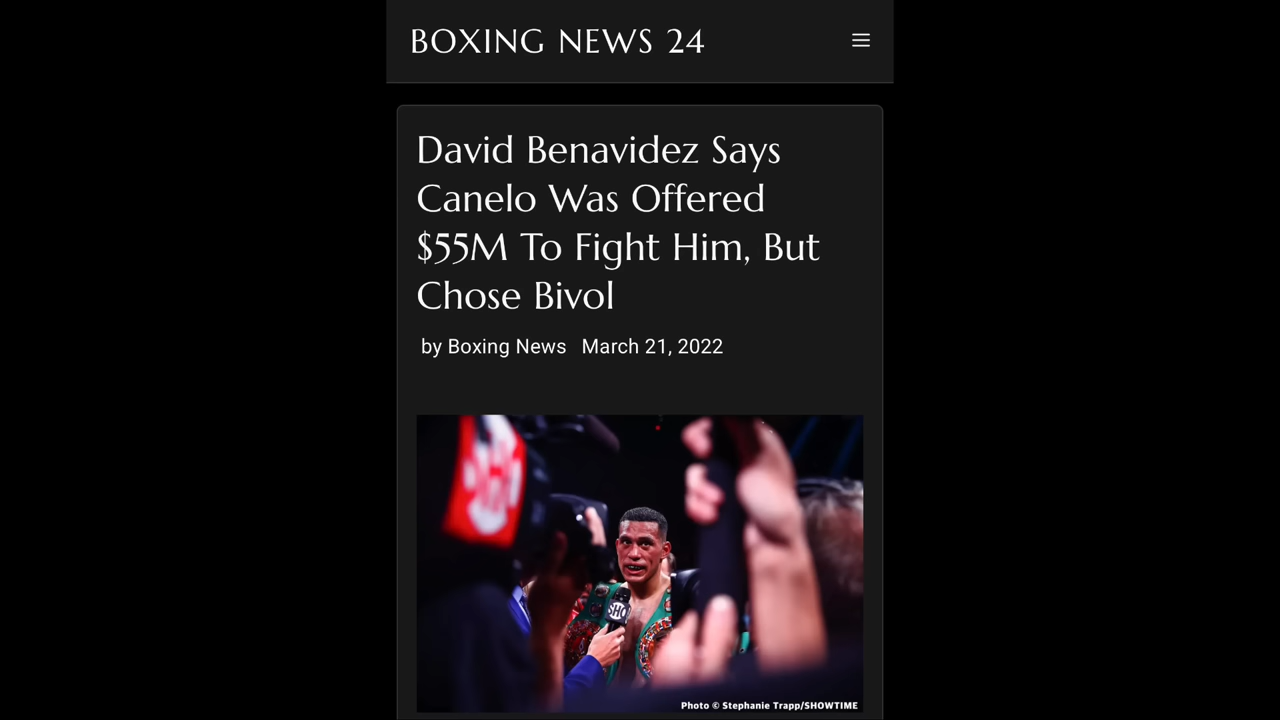 BOXING NEWS 24
David Benavidez Says
Canelo Was Offered
$55M To Fight Him, But
Chose Bivol
by Boxing News March 21, 2022
SHO
Photo © Stephanie Trapp/SHOWTIME